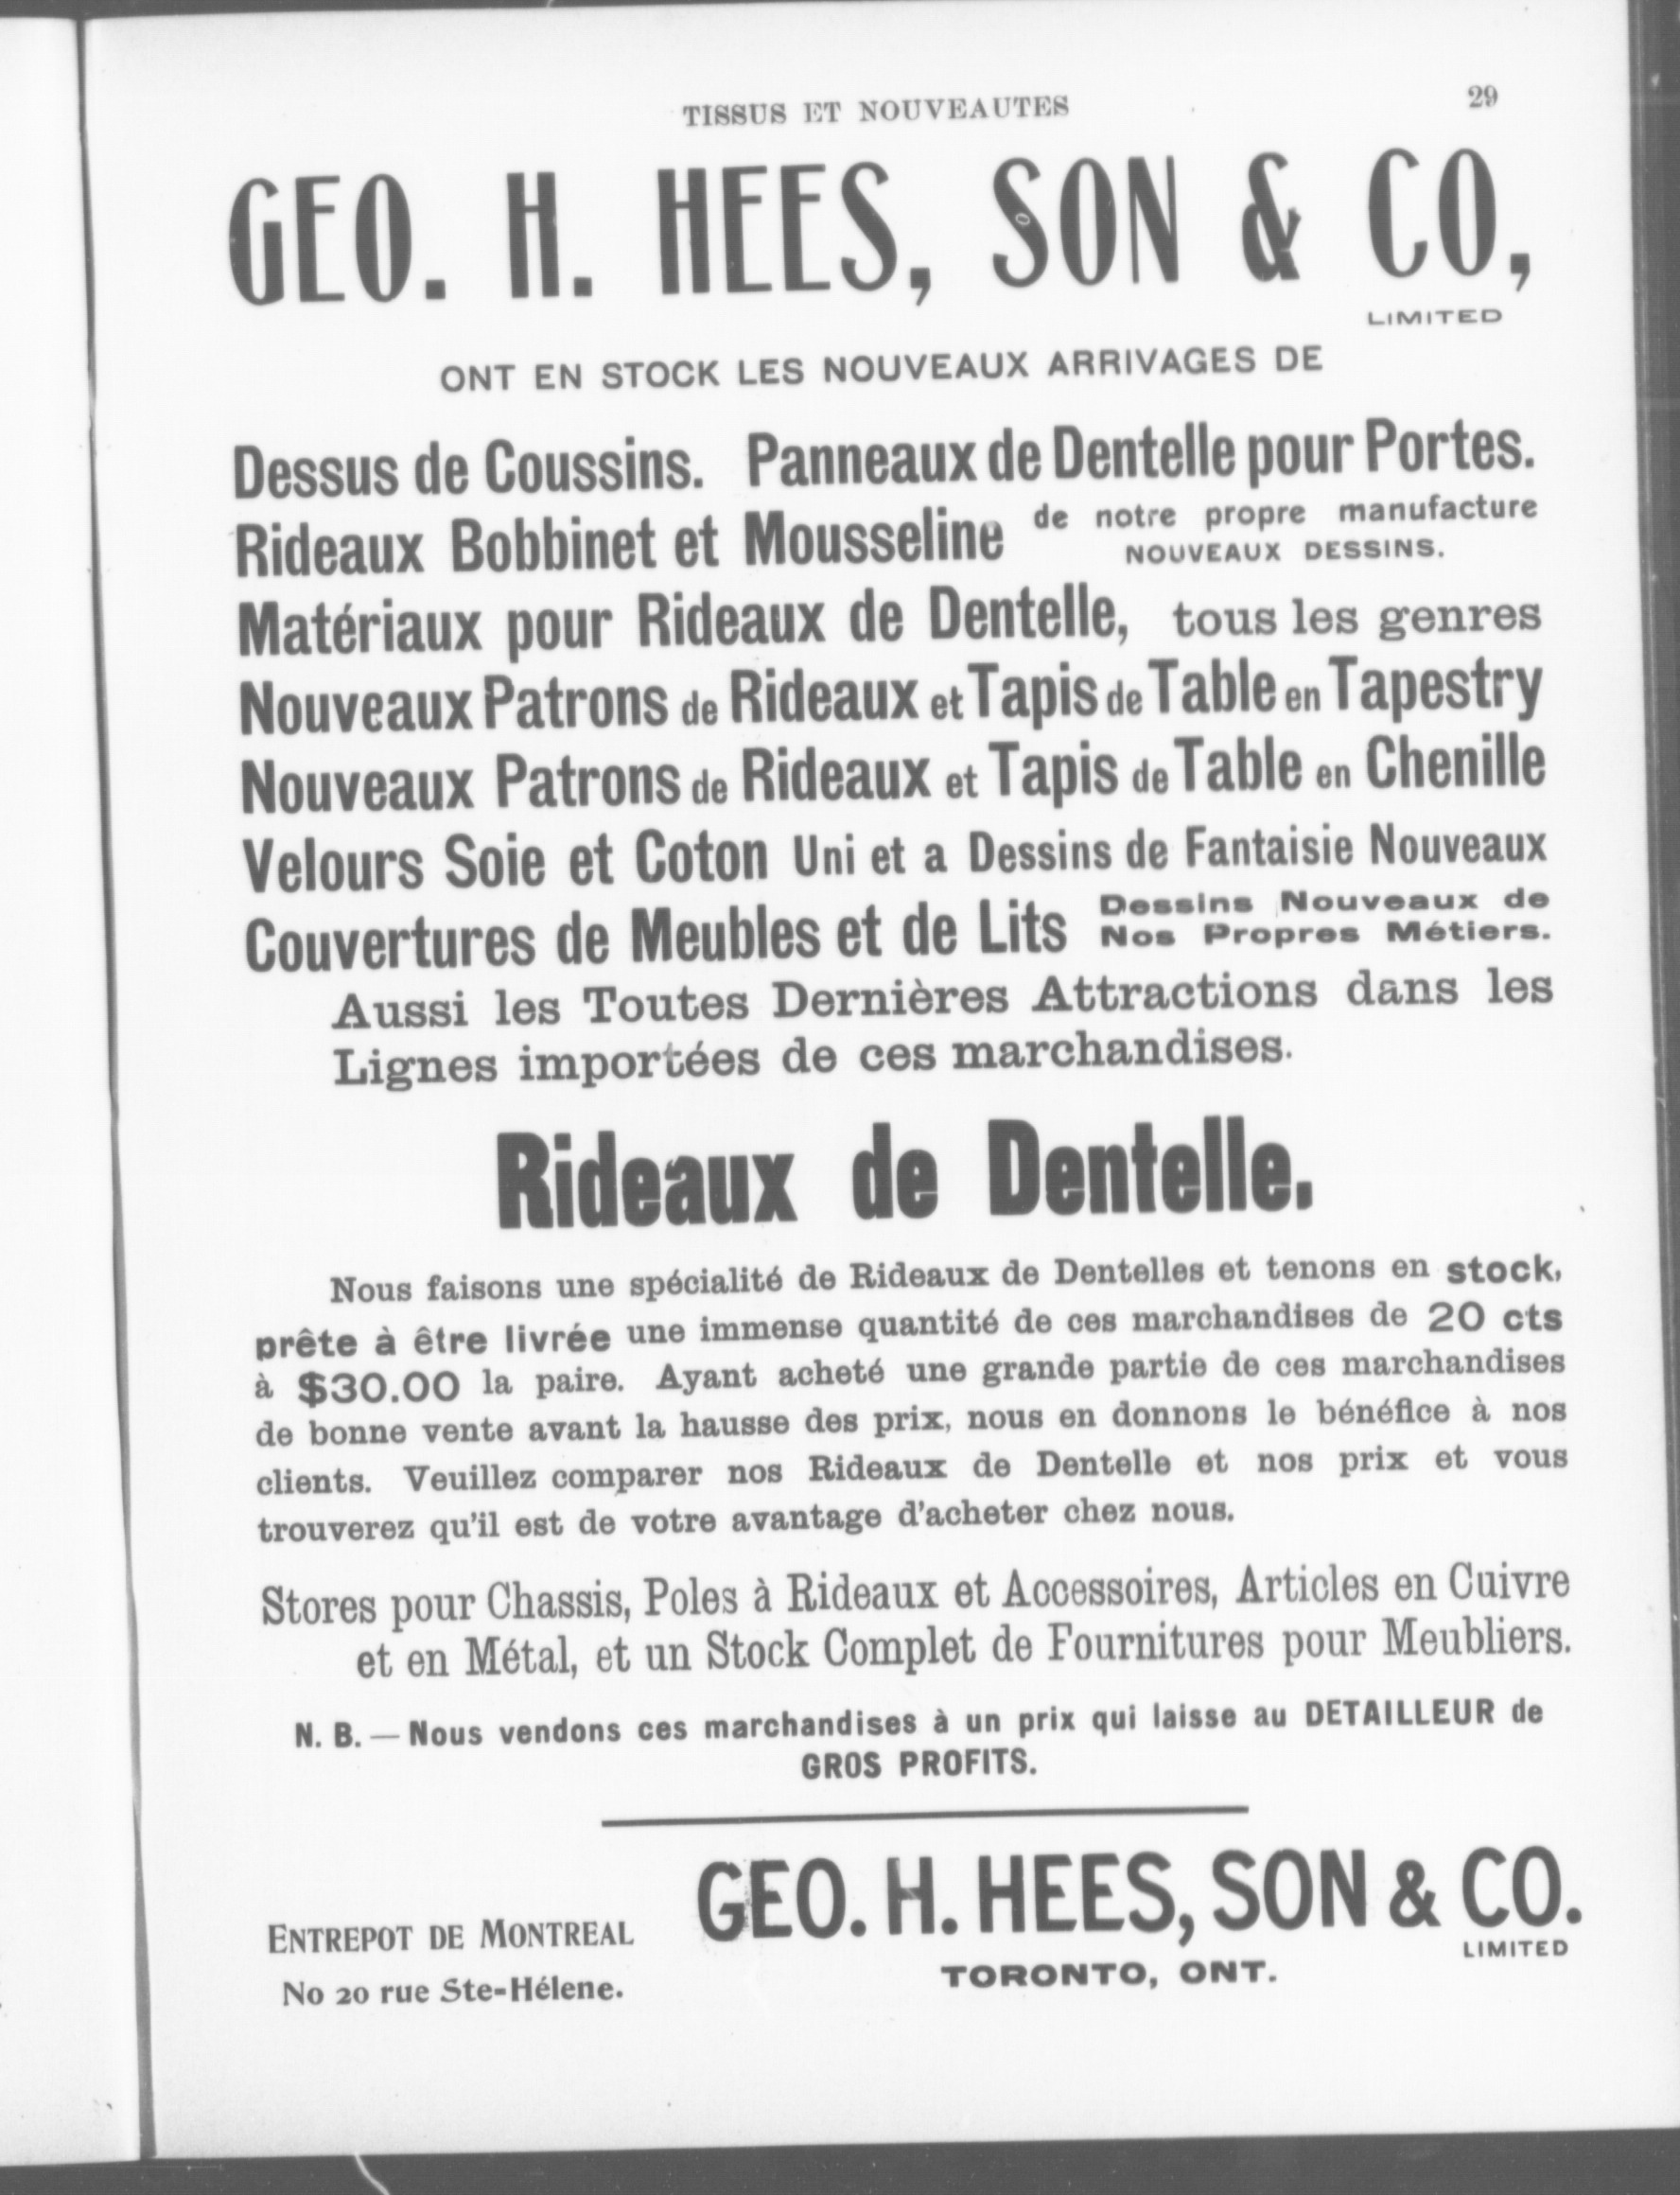 TISSUS ET NOUVEAUTES 29
GEO. H. HEES, SON & CO,
LIMITED
ONT EN STOCK LES NOUVEAUX ARRIVAGES DE
Dessus de Coussins. Panneaux de Dentelle pour Portes.
Rideaux Bobbinet et Mousseline de notre propre manufacture
NOUVEAUX DESSINS.
Matériaux pour Rideaux de Dentelle, tous les genres
Nouveaux Patrons de Rideaux et Tapis de Table en Tapestry
Nouveaux Patrons de Rideaux et Tapis de Table en Chenille
Velours Soie et Coton Uni et a Dessins de Fantaisie Nouveaux
Couvertures de Meubles et de Lits Dessins Nouveaux de
Nos Propres Métiers.
Aussi les Toutes Dernières Attractions dans les
Lignes importées de ces marchandises.
Rideaux de Dentelle.
Nous faisons une spécialité de Rideaux de Dentelles et tenons en stock,
prête à être livrée une immense quantité de ces marchandises de 20 cts
à $30.00 la paire. Ayant acheté une grande partie de ces marchandises
de bonne vente avant la hausse des prix, nous en donnons le bénéfice à nos
clients. Veuillez comparer nos Rideaux de Dentelle et nos prix et vous
trouverez qu'il est de votre avantage d'acheter chez nous.
Stores pour Chassis, Poles à Rideaux et Accessoires, Articles en Cuivre
et en Métal, et un Stock Complet de Fournitures pour Meubliers.
N. B. — Nous vendons ces marchandises à un prix qui laisse au DETAILLEUR de
GROS PROFITS.
GEO. H. HEES, SON & CO.
LIMITED
TORONTO, ONT.
ENTREPOT DE MONTREAL
No 20 rue Ste-Hélene.